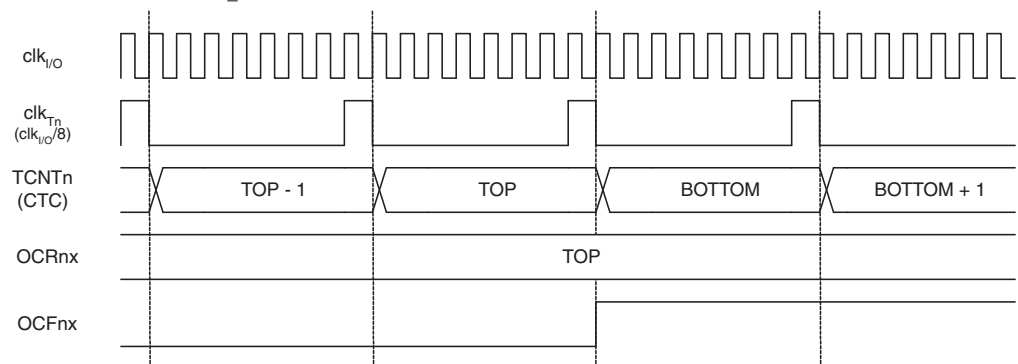 clkI/O
clkTn
(clkI/O/8)
TCNTn
(CTC)
TOP - 1
TOP
BOTTOM
BOTTOM + 1
OCRnx
TOP
OCFnx